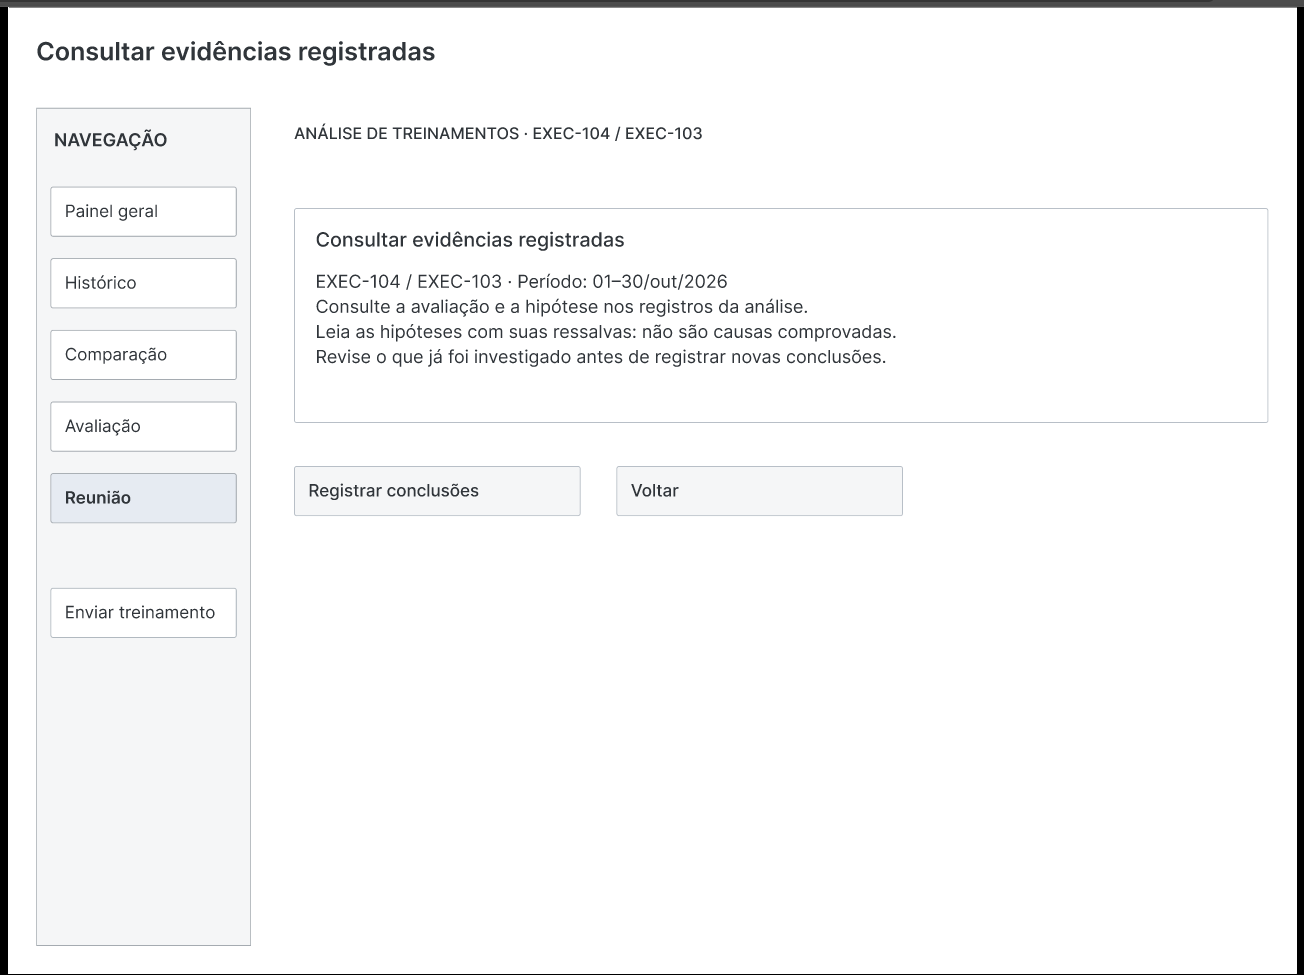 Consultar evidências registradas
NAVEGAÇÃO
Painel geral
Histórico
Comparação
Avaliação
Reunião
Enviar treinamento
ANÁLISE DE TREINAMENTOS · EXEC-104 / EXEC-103
Consultar evidências registradas
EXEC-104 / EXEC-103 · Período: 01–30/out/2026
Consulte a avaliação e a hipótese nos registros da análise.
Leia as hipóteses com suas ressalvas: não são causas comprovadas.
Revise o que já foi investigado antes de registrar novas conclusões.
Registrar conclusões
Voltar